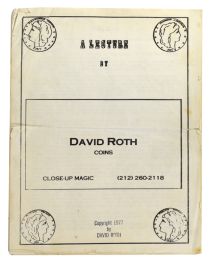 A LECTURE
BY
DAVID ROTH
COINS
CLOSE-UP MAGIC (212) 260-2118
Copyright 1977
by
DAVID ROTH